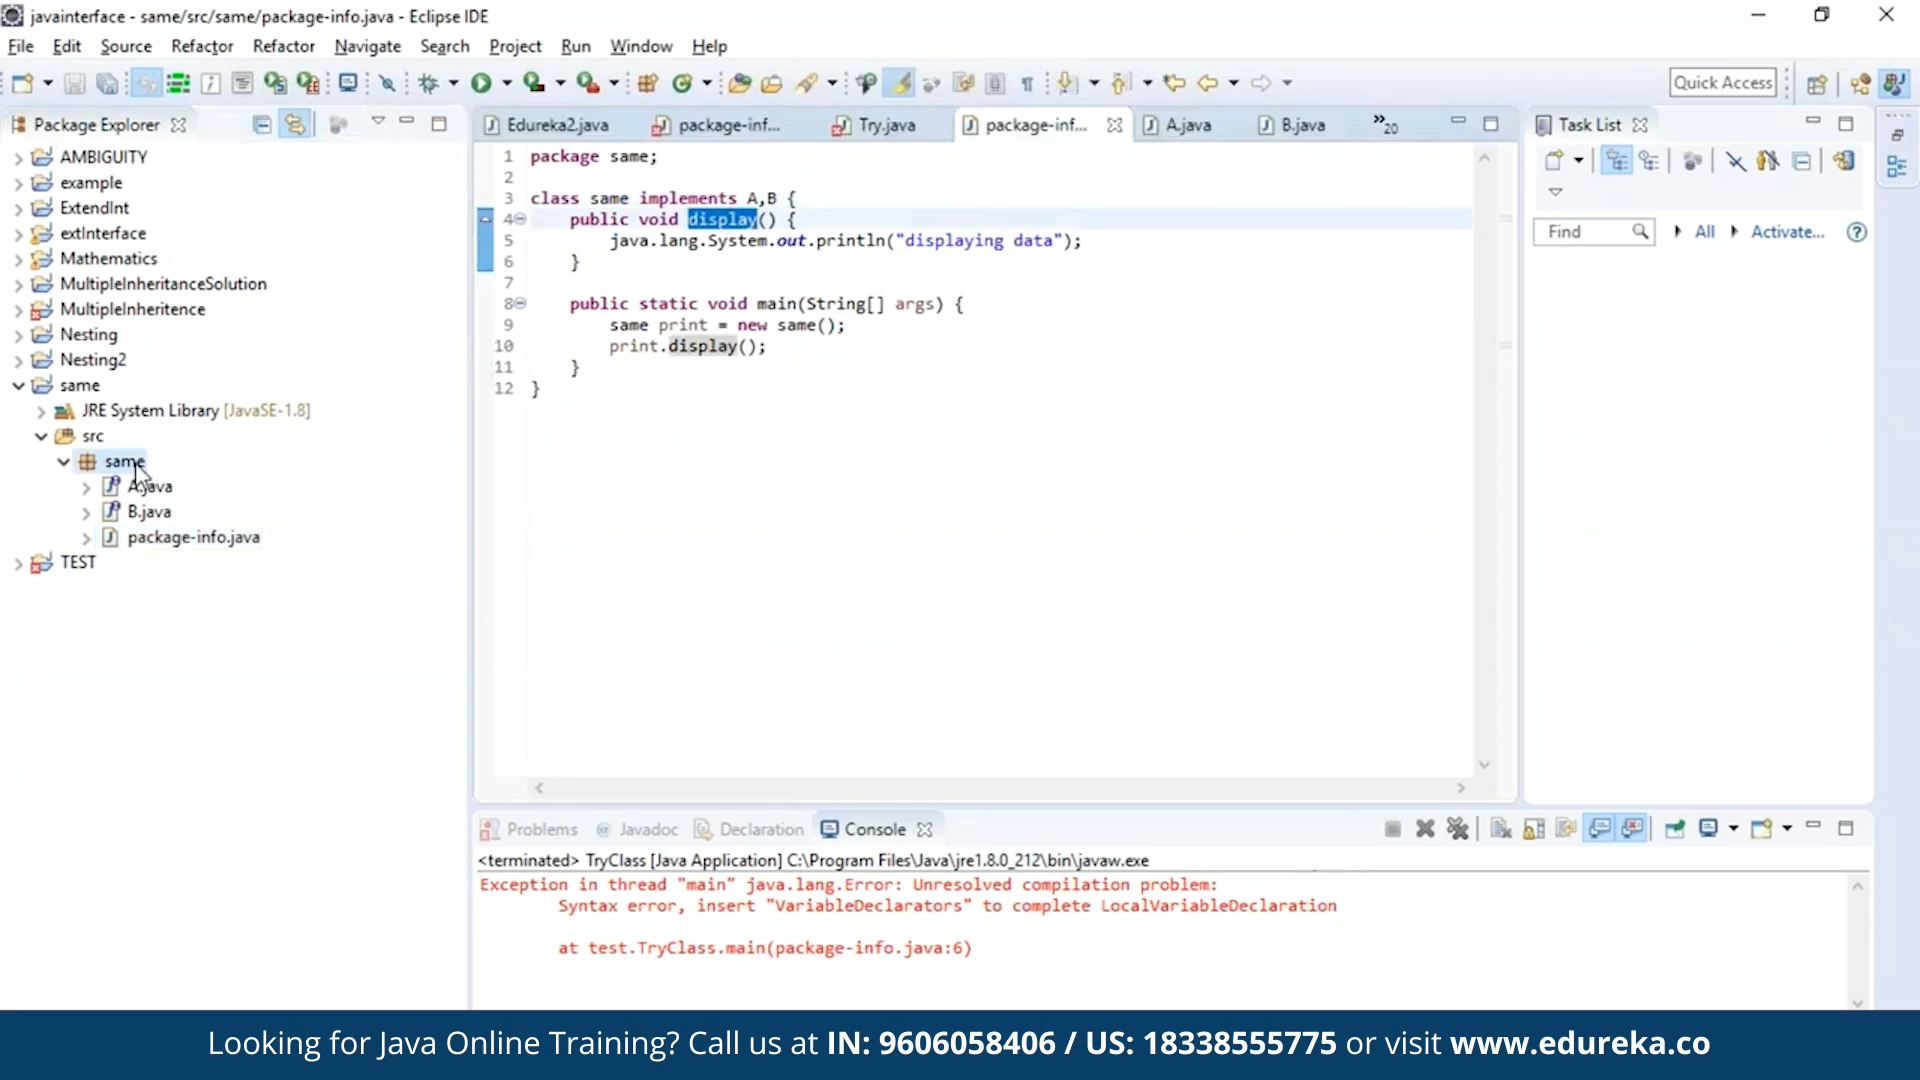 javainterface - same/src/same/package-info.java - Eclipse IDE
File Edit Source Refactor Refactor Navigate Search Project Run Window Help
Quick Access
Package Explorer
AMBIGUITY
example
ExtendInt
extInterface
Mathematics
MultipleInheritanceSolution
MultipleInheritence
Nesting
Nesting2
same
JRE System Library [JavaSE-1.8]
src
same
A.java
B.java
package-info.java
TEST
Edureka2.java package-inf... Try.java package-inf... A.java B.java »20
1 package same;
2
3 class same implements A,B {
4 public void display() {
5 java.lang.System.out.println("displaying data");
6 }
7
8 public static void main(String[] args) {
9 same print = new same();
10 print.display();
11 }
12 }
Task List
Find All Activate...
Problems @ Javadoc Declaration Console
<terminated> TryClass [Java Application] C:\Program Files\Java\jre1.8.0_212\bin\javaw.exe
Exception in thread "main" java.lang.Error: Unresolved compilation problem:
Syntax error, insert "VariableDeclarators" to complete LocalVariableDeclaration
at test.TryClass.main(package-info.java:6)
Looking for Java Online Training? Call us at IN: 9606058406 / US: 18338555775 or visit www.edureka.co